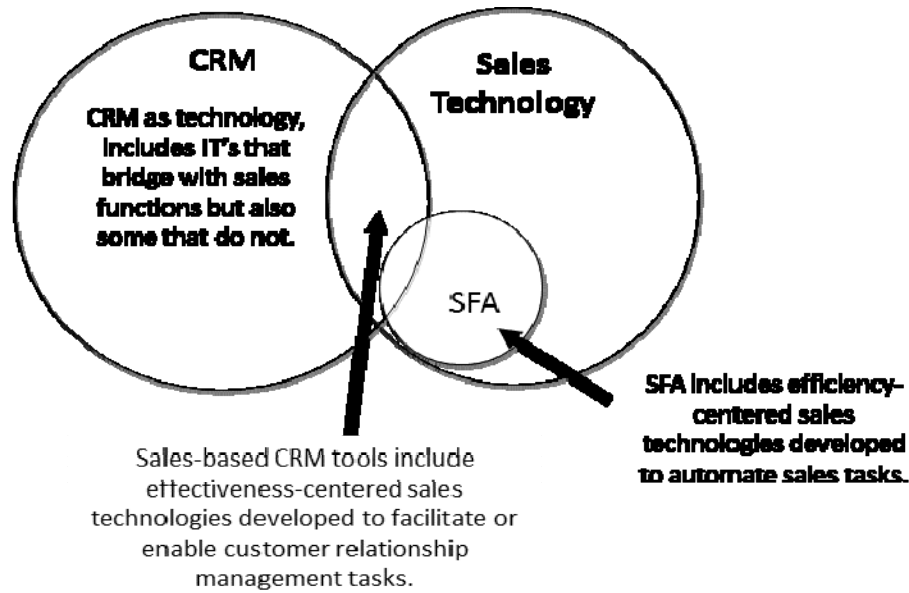 CRM
CRM as technology,
includes IT's that
bridge with sales
functions but also
some that do not.
Sales
Technology
SFA
SFA includes efficiency-
centered sales
technologies developed
to automate sales tasks.
Sales-based CRM tools include
effectiveness-centered sales
technologies developed to facilitate or
enable customer relationship
management tasks.